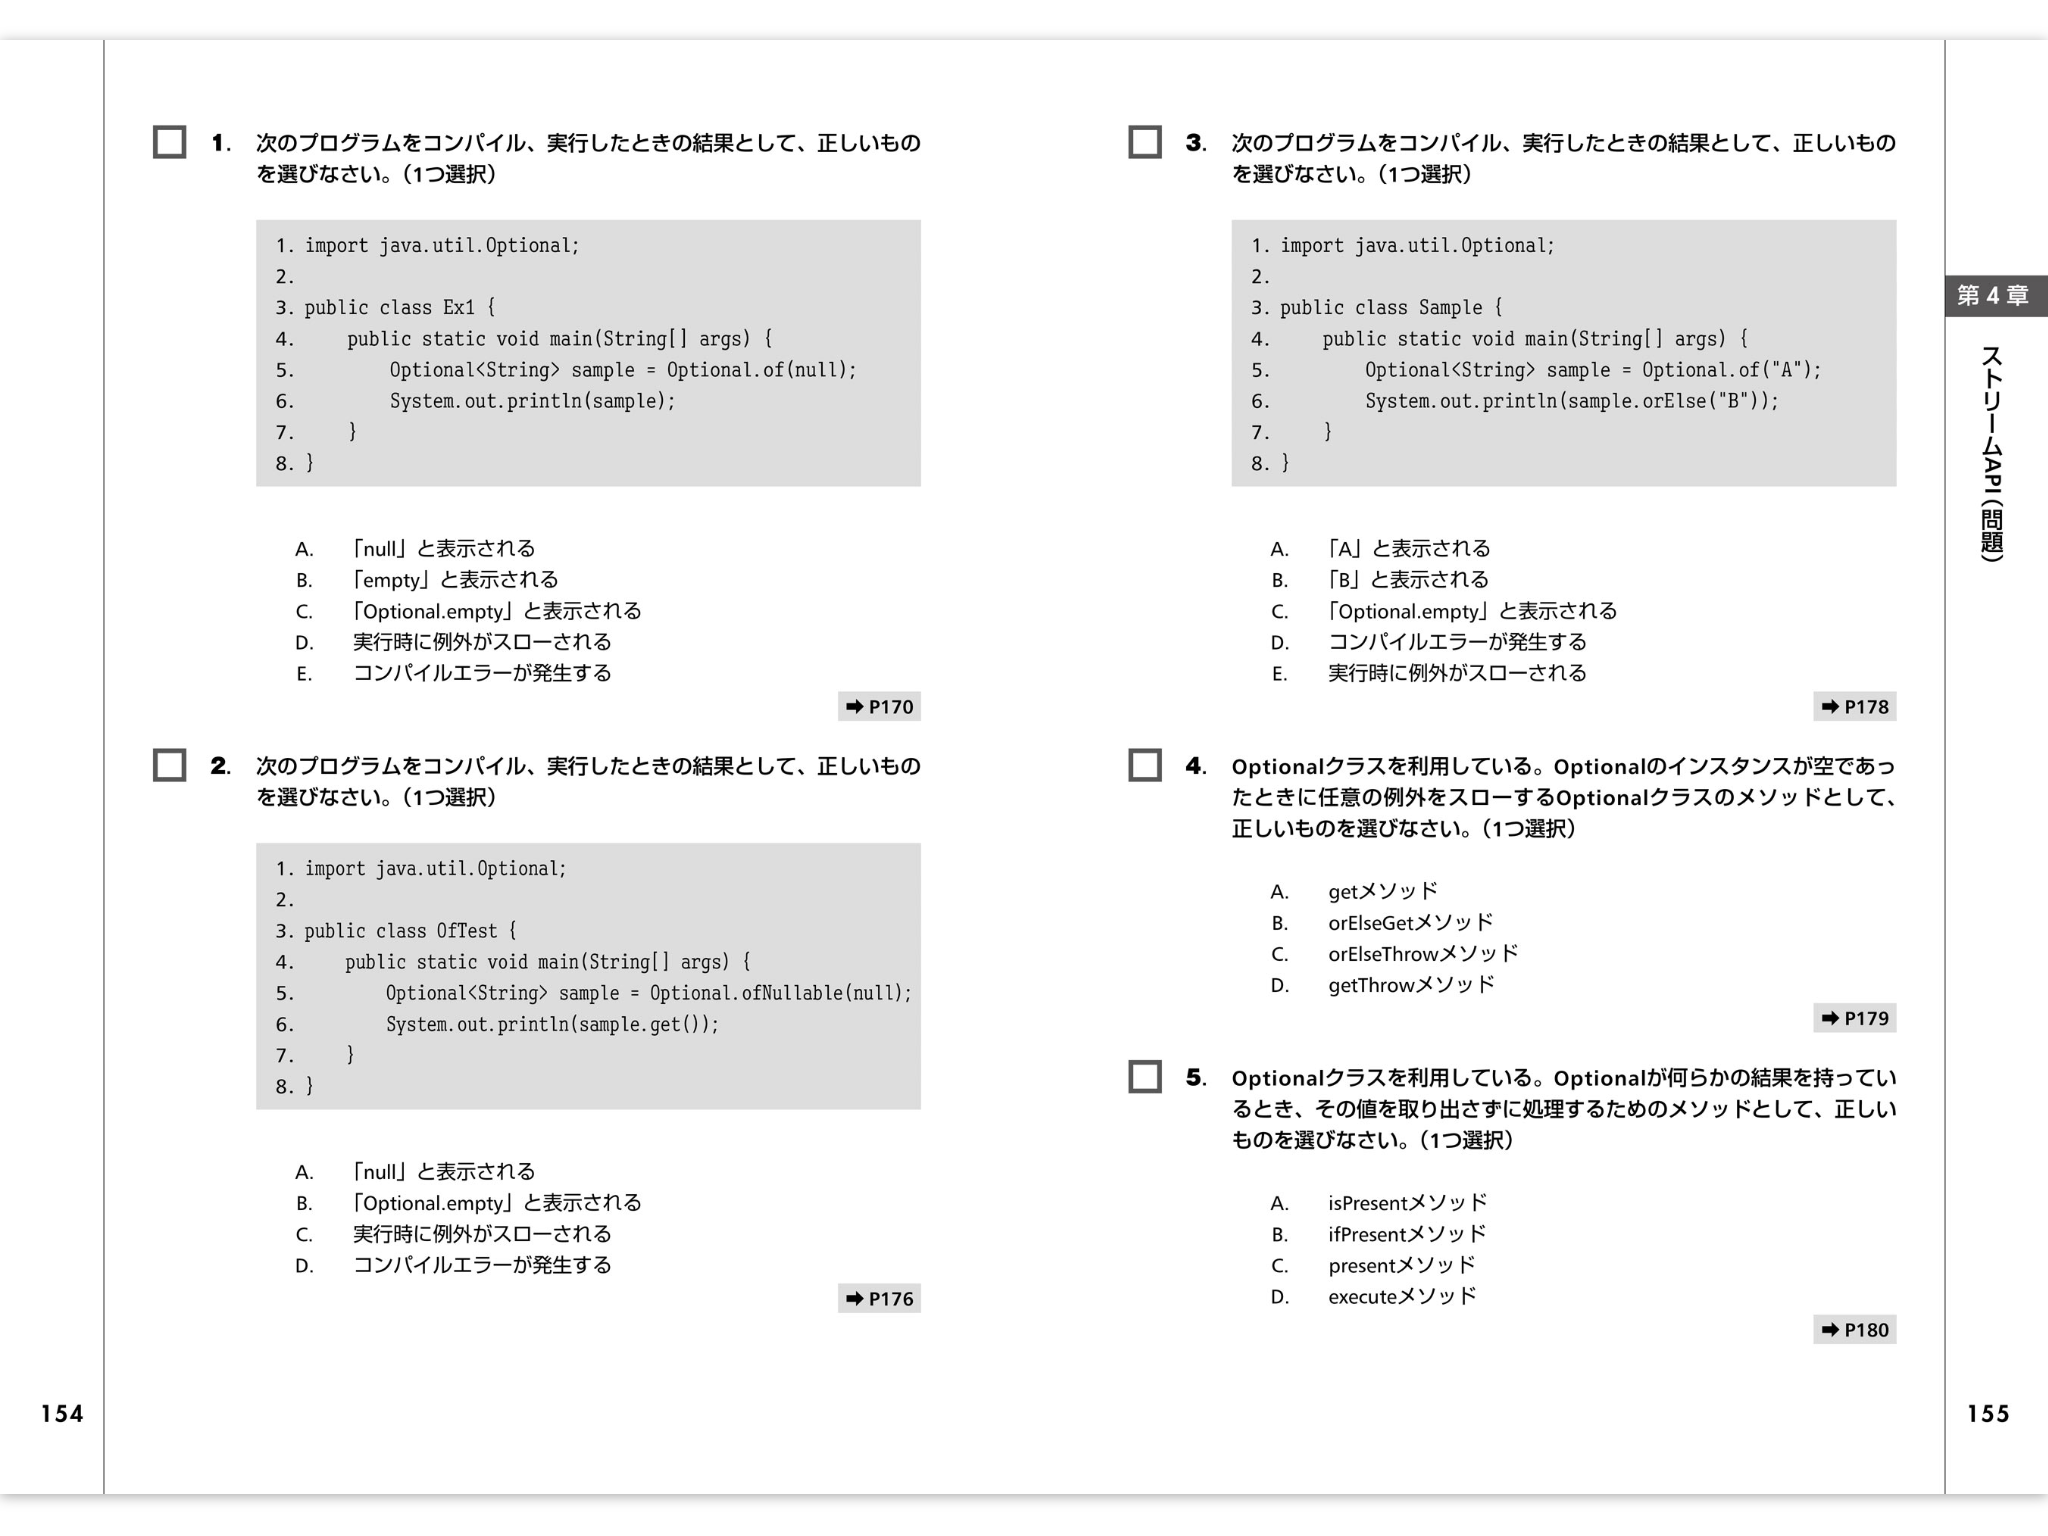 1. 次のプログラムをコンパイル、実行したときの結果として、正しいもの
を選びなさい。（1つ選択）
1. import java.util.Optional;
2.
3. public class Ex1 {
4.     public static void main(String[] args) {
5.         Optional<String> sample = Optional.of(null);
6.         System.out.println(sample);
7.     }
8. }
A. 「null」と表示される
B. 「empty」と表示される
C. 「Optional.empty」と表示される
D. 実行時に例外がスローされる
E. コンパイルエラーが発生する
➡ P170
2. 次のプログラムをコンパイル、実行したときの結果として、正しいもの
を選びなさい。（1つ選択）
1. import java.util.Optional;
2.
3. public class OfTest {
4.     public static void main(String[] args) {
5.         Optional<String> sample = Optional.ofNullable(null);
6.         System.out.println(sample.get());
7.     }
8. }
A. 「null」と表示される
B. 「Optional.empty」と表示される
C. 実行時に例外がスローされる
D. コンパイルエラーが発生する
➡ P176
154
3. 次のプログラムをコンパイル、実行したときの結果として、正しいもの
を選びなさい。（1つ選択）
1. import java.util.Optional;
2.
3. public class Sample {
4.     public static void main(String[] args) {
5.         Optional<String> sample = Optional.of("A");
6.         System.out.println(sample.orElse("B"));
7.     }
8. }
A. 「A」と表示される
B. 「B」と表示される
C. 「Optional.empty」と表示される
D. コンパイルエラーが発生する
E. 実行時に例外がスローされる
➡ P178
4. Optionalクラスを利用している。Optionalのインスタンスが空であっ
たときに任意の例外をスローするOptionalクラスのメソッドとして、
正しいものを選びなさい。（1つ選択）
A. getメソッド
B. orElseGetメソッド
C. orElseThrowメソッド
D. getThrowメソッド
➡ P179
5. Optionalクラスを利用している。Optionalが何らかの結果を持ってい
るとき、その値を取り出さずに処理するためのメソッドとして、正しい
ものを選びなさい。（1つ選択）
A. isPresentメソッド
B. ifPresentメソッド
C. presentメソッド
D. executeメソッド
➡ P180
第4章
ストリームAPI（問題）
155